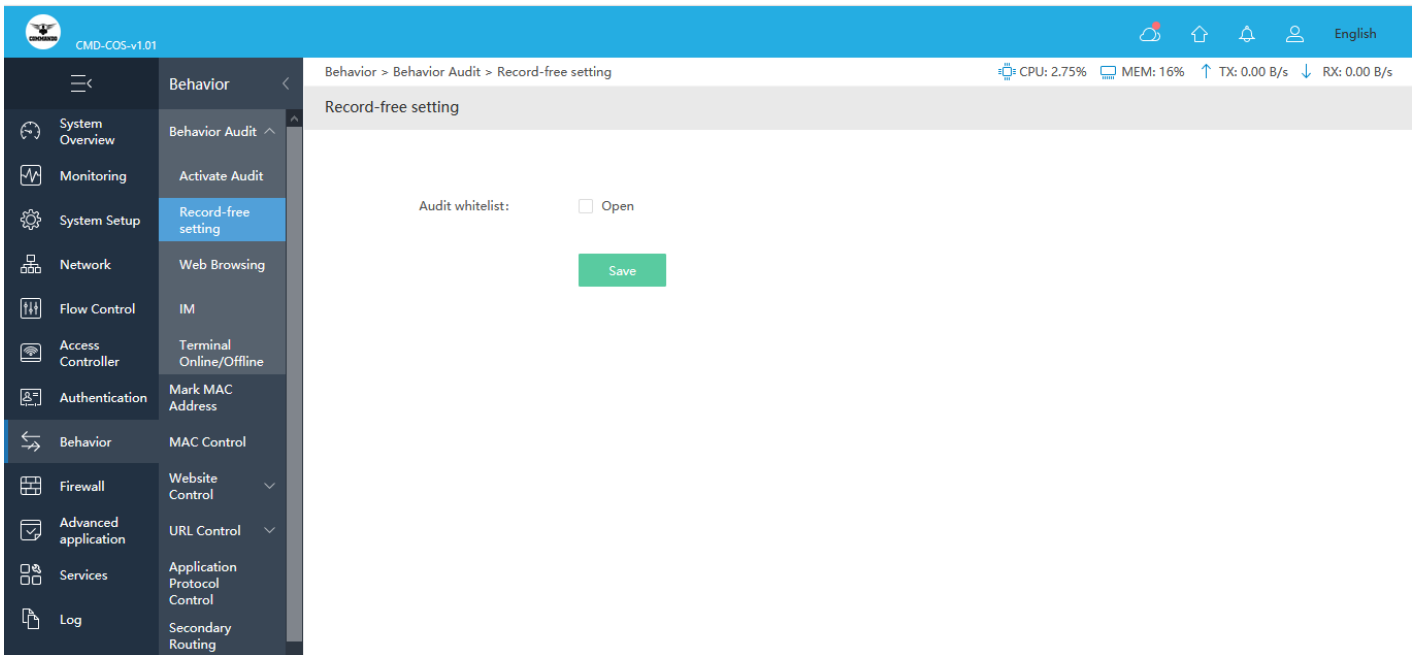 COMMANDO
CMD-COS-v1.01
English
Behavior
Behavior > Behavior Audit > Record-free setting
CPU: 2.75%
MEM: 16%
TX: 0.00 B/s
RX: 0.00 B/s
Record-free setting
System
Overview
Monitoring
System Setup
Network
Flow Control
Access
Controller
Authentication
Behavior
Firewall
Advanced
application
Services
Log
Behavior Audit
Activate Audit
Record-free
setting
Web Browsing
IM
Terminal
Online/Offline
Mark MAC
Address
MAC Control
Website
Control
URL Control
Application
Protocol
Control
Secondary
Routing
Audit whitelist:
Open
Save